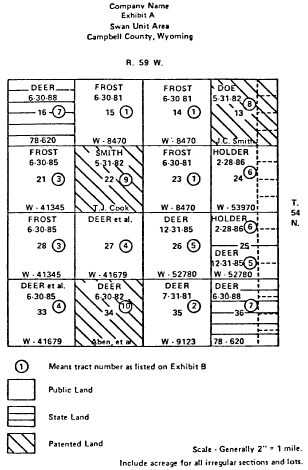 Company Name
Exhibit A
Swan Unit Area
Campbell County, Wyoming
R. 59 W.
DEER
6-30-88
16 7
78-620
FROST
6-30-81
15 1
W - 8470
FROST
6-30 81
14 1
W - 8470
DOE
5-31-82
8
13
J.C. Smith
FROST
6-30-85
21 3
W - 41345
SMITH
5-31-82
22 9
T.J. Cook
FROST
6-30-81
23 1
W - 8470
HOLDER
2-28-86
24 6
W - 53970
T.
54
N.
FROST
6-30-85
28 3
W - 41345
DEER et al.
27 4
W - 41679
DEER
12-31-85
26 5
W - 52780
HOLDER
2-28-86 6
25
DEER
12-31-85 5
W - 52780
DEER et al.
6-30-85
33 4
W - 41679
DEER
6-30-82
10
34
Aben, et al
DEER
7-31-81
35 2
W - 9123
DEER
6-30-88
7
36
78 - 620
1 Means tract number as listed on Exhibit B
Public Land
State Land
Patented Land
Scale - Generally 2" = 1 mile.
Include acreage for all irregular sections and lots.